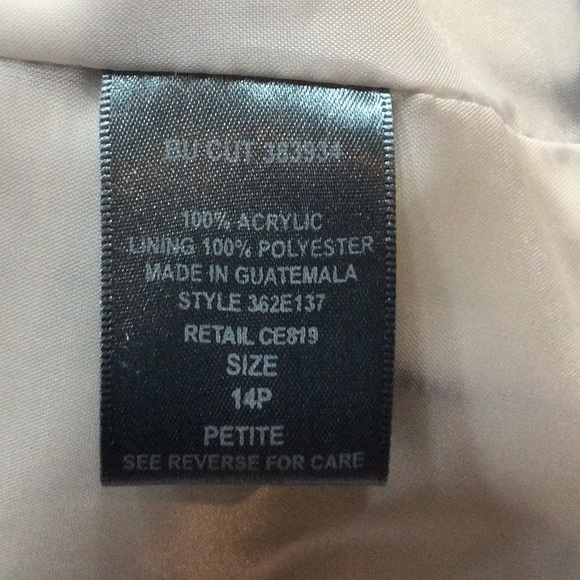 BU CUT 383934
100% ACRYLIC
LINING 100% POLYESTER
MADE IN GUATEMALA
STYLE 362E137
RETAIL CE819
SIZE
14P
PETITE
SEE REVERSE FOR CARE